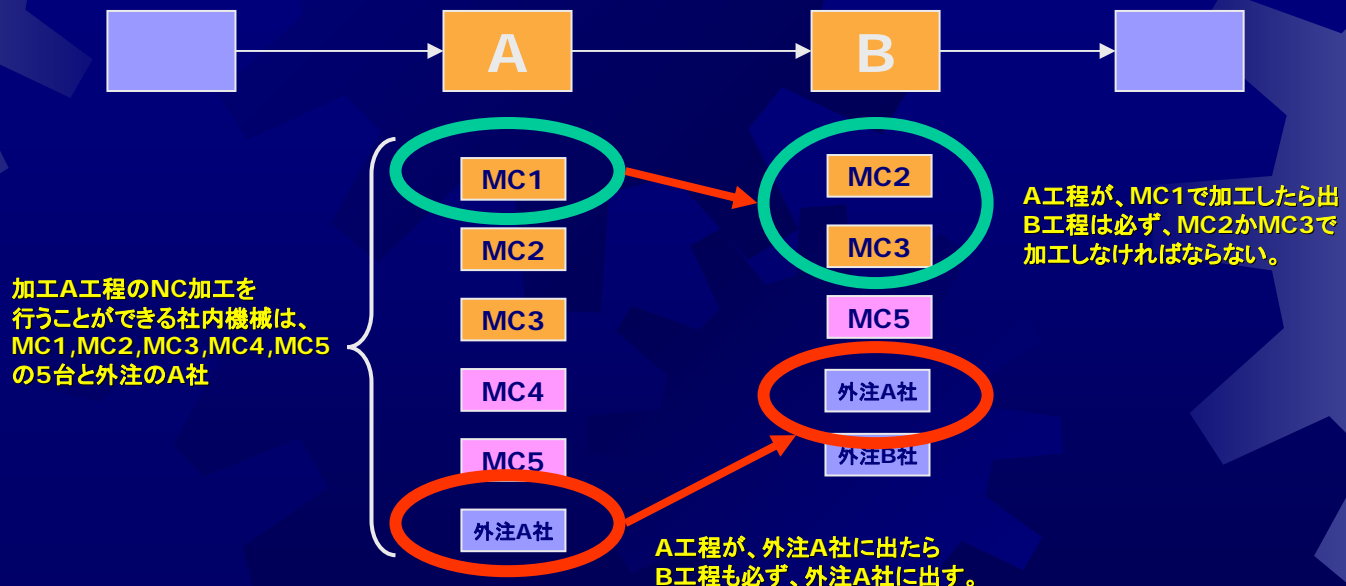 A
B
加工A工程のNC加工を
行うことができる社内機械は、
MC1,MC2,MC3,MC4,MC5
の5台と外注のA社
MC1
MC2
MC3
MC4
MC5
外注A社
MC2
MC3
MC5
外注A社
外注B社
A工程が、MC1で加工したら出
B工程は必ず、MC2かMC3で
加工しなければならない。
A工程が、外注A社に出たら
B工程も必ず、外注A社に出す。